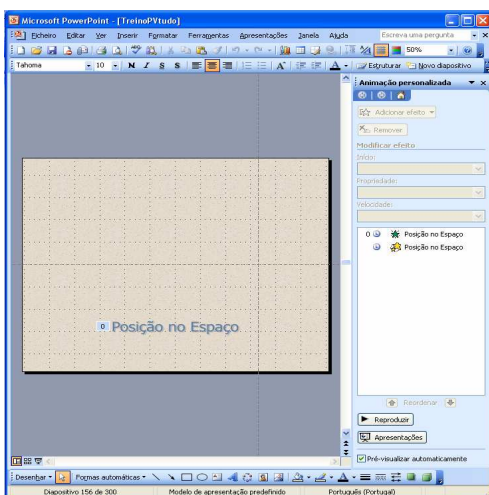 Microsoft PowerPoint - [TreinoPVtudo]
Ficheiro Editar Ver Inserir Formatar Ferramentas Apresentações Janela Ajuda Escreva uma pergunta
50%
Tahoma 10 N I S S Estruturar Novo diapositivo
Animação personalizada
Adicionar efeito
Remover
Modificar efeito
Início:
Propriedade:
Velocidade:
0 Posição no Espaço
Posição no Espaço
0 Posição no Espaço
Reordenar
Reproduzir
Apresentações
Pré-visualizar automaticamente
Desenhar Formas automáticas
Diapositivo 156 de 300 Modelo de apresentação predefinido Português (Portugal)